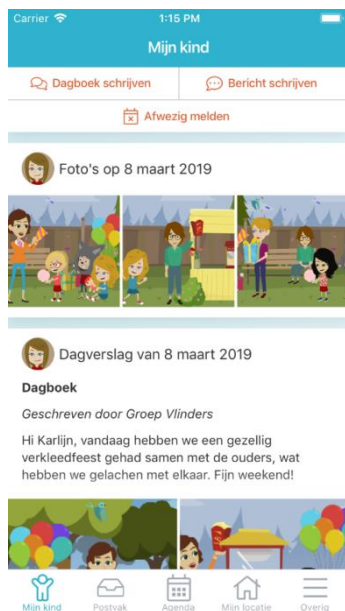 Carrier 1:15 PM
Mijn kind
Dagboek schrijven Bericht schrijven
Afwezig melden
Foto's op 8 maart 2019
Dagverslag van 8 maart 2019
Dagboek
Geschreven door Groep Vlinders
Hi Karlijn, vandaag hebben we een gezellig
verkleedfeest gehad samen met de ouders, wat
hebben we gelachen met elkaar. Fijn weekend!
Mijn kind Postvak Agenda Mijn locatie Overig